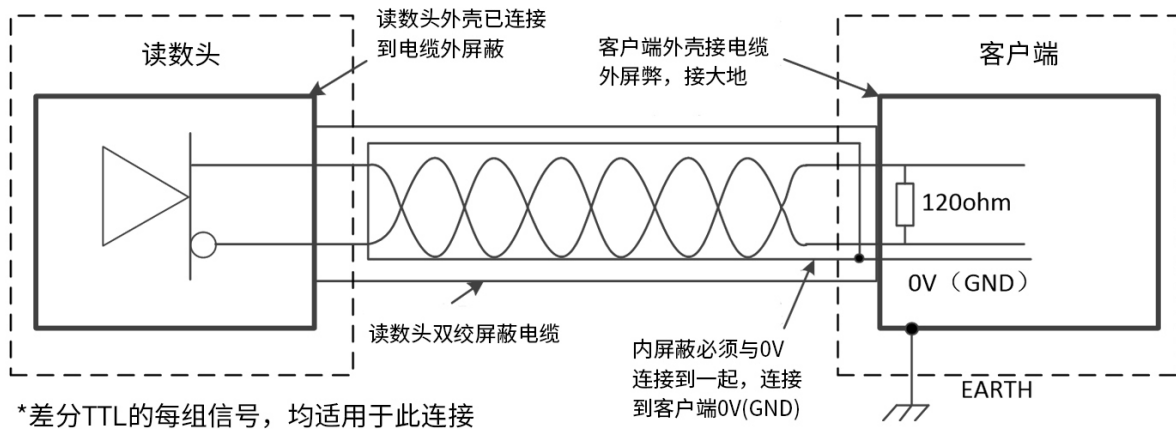 读数头外壳已连接
到电缆外屏蔽
读数头
客户端外壳接电缆
外屏弊，接大地
客户端
120ohm
0V（GND）
读数头双绞屏蔽电缆
内屏蔽必须与0V
连接到一起，连接
到客户端0V(GND)
EARTH
*差分TTL的每组信号，均适用于此连接